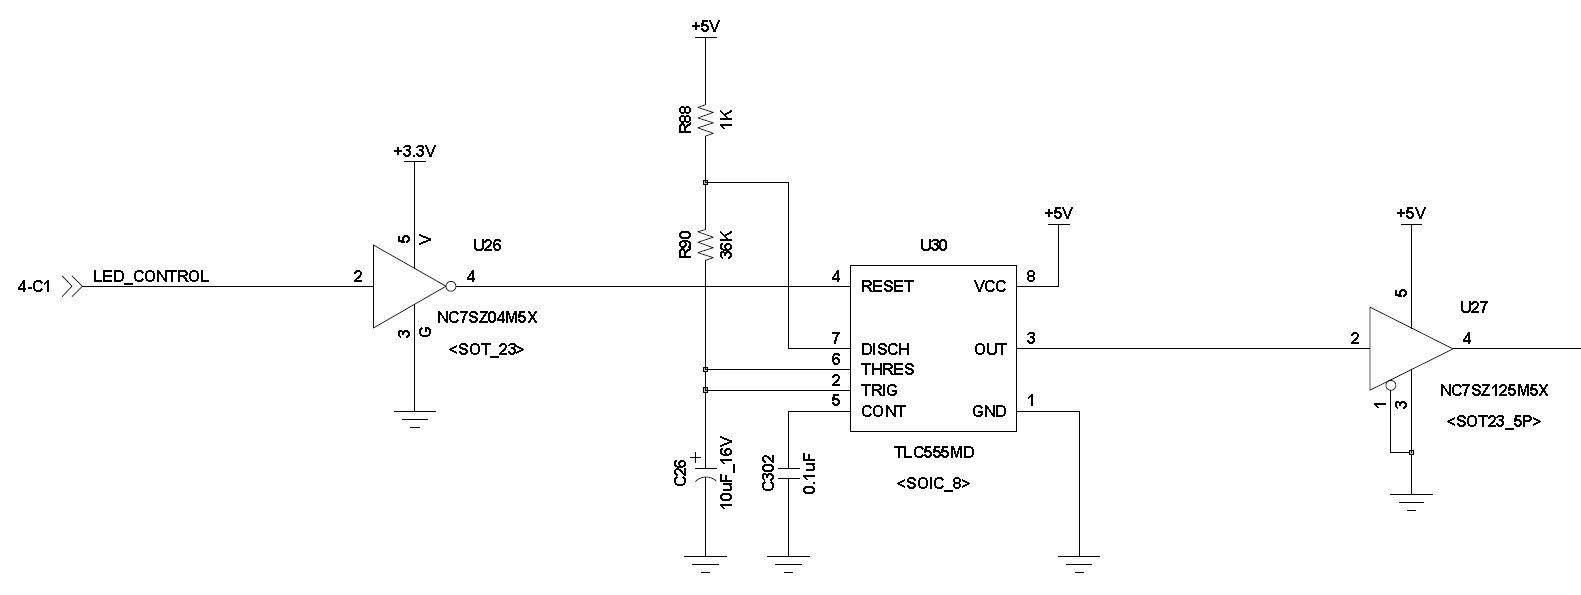 +5V
R88
1K
+3.3V
5
V
U26
R90
36K
+5V
+5V
U30
4-C1
LED_CONTROL
2
4
4
RESET
VCC
8
5
U27
3
G
NC7SZ04M5X
<SOT_23>
7
DISCH
OUT
3
2
4
6
THRES
2
TRIG
5
CONT
GND
1
1
3
NC7SZ125M5X
<SOT23_5P>
TLC555MD
<SOIC_8>
+
C26
10uF_16V
C302
0.1uF